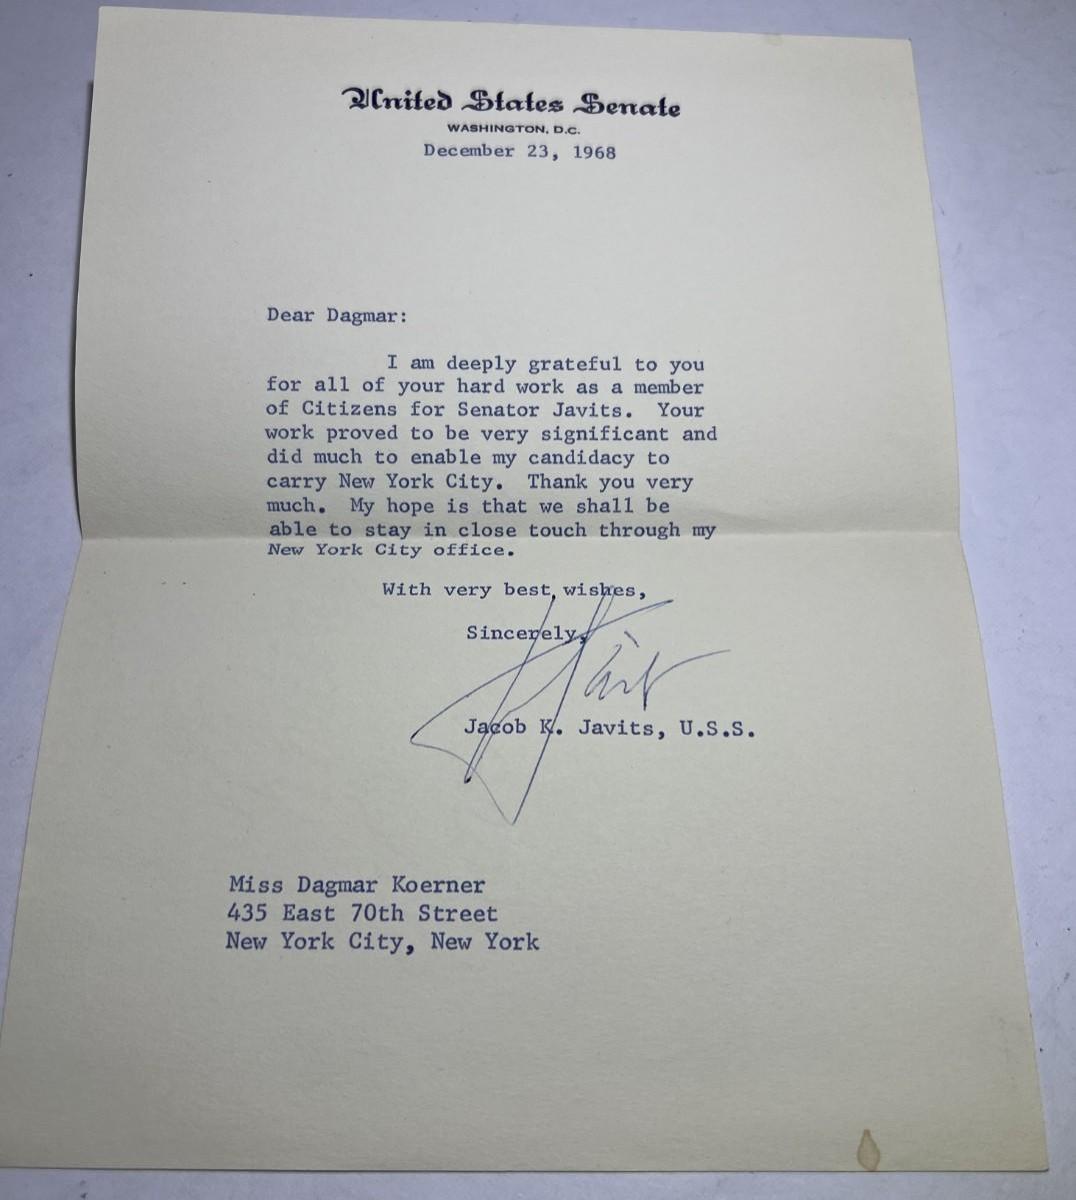 United States Senate
WASHINGTON, D.C.
December 23, 1968
Dear Dagmar:
I am deeply grateful to you
for all of your hard work as a member
of Citizens for Senator Javits. Your
work proved to be very significant and
did much to enable my candidacy to
carry New York City. Thank you very
much. My hope is that we shall be
able to stay in close touch through my
New York City office.
With very best wishes,
Sincerely,
Jacob K. Javits, U.S.S.
Miss Dagmar Koerner
435 East 70th Street
New York City, New York